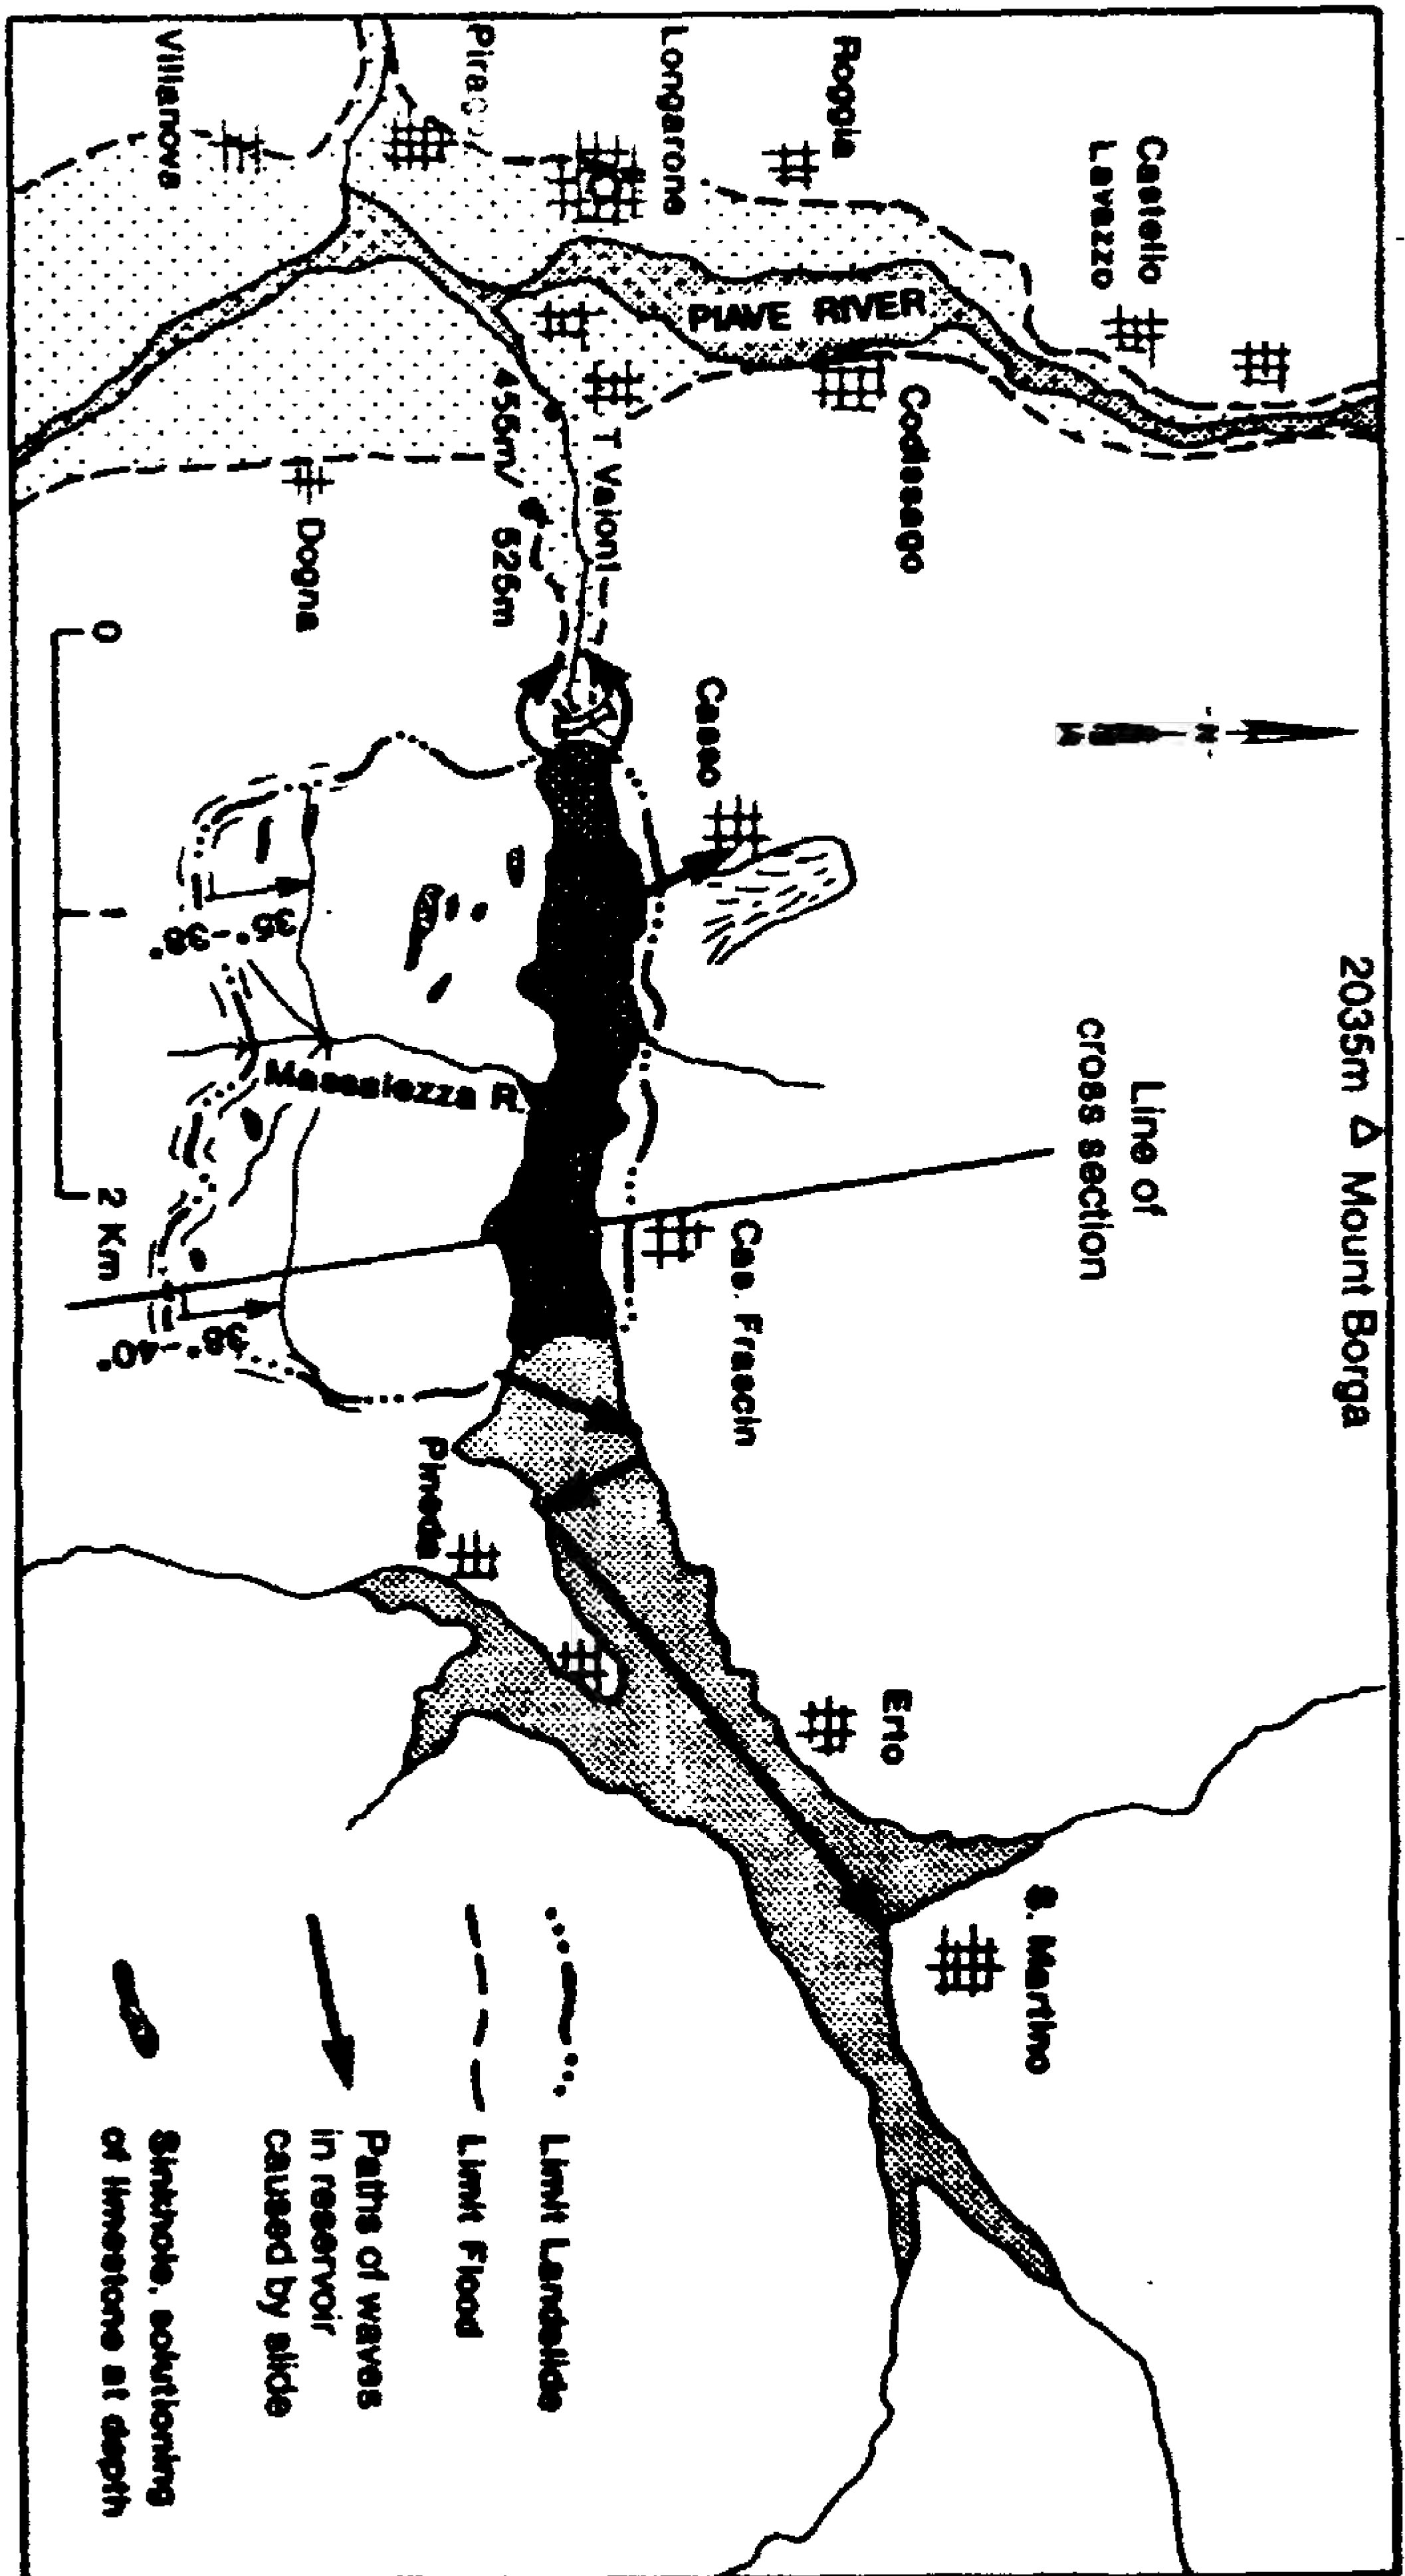 2035m Δ Mount Borga
Castello
Lavazzo
Line of
cross section
N
Roggia
Codissago
S. Martino
Erto
PIAVE RIVER
Longarone
Casso
Cas. Frascin
T Vaiont
456m
525m
Pineda
Massalezza R.
Villanova
Dogna
35°-38°
38°-40°
0
1
2 Km
Limit Landslide
Limit Flood
Paths of waves
in reservoir
caused by slide
Sinkhole, solutioning
of limestone at depth